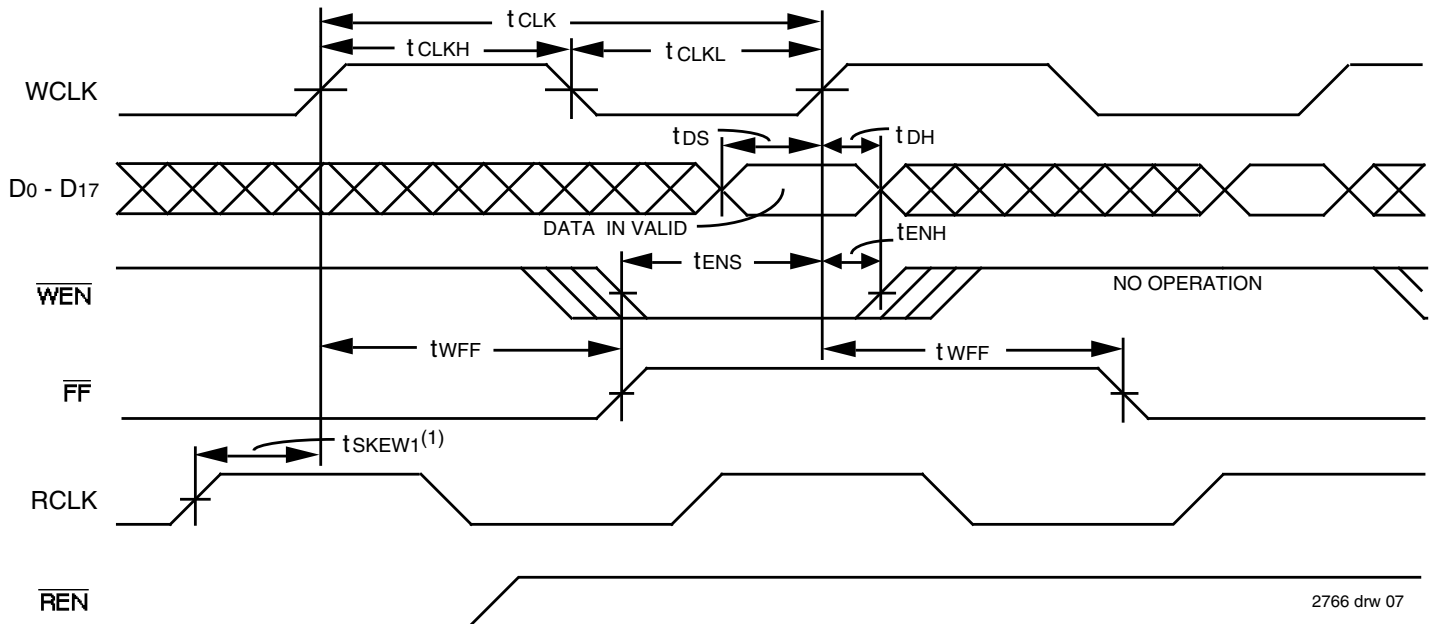 tCLK
tCLKH tCLKL
WCLK
tDS tDH
D0 - D17
DATA IN VALID
tENH
tENS
WEN NO OPERATION
tWFF tWFF
FF
tSKEW1(1)
RCLK
REN 2766 drw 07